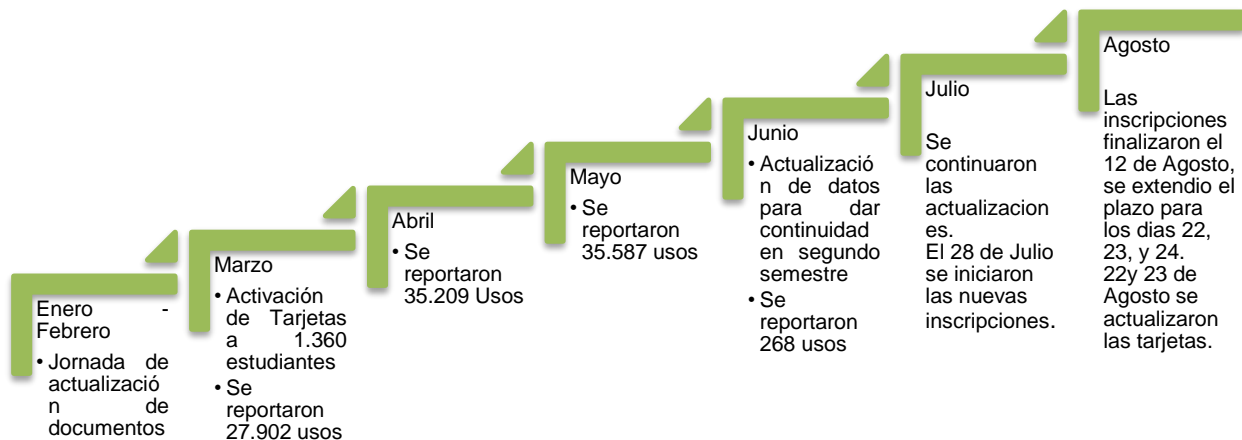 Enero - 
Febrero
• Jornada de
actualizació
n de
documentos
Marzo
• Activación
de Tarjetas
a 1.360
estudiantes
• Se
reportaron
27.902 usos
Abril
• Se
reportaron
35.209 Usos
Mayo
• Se
reportaron
35.587 usos
Junio
• Actualizació
n de datos
para dar
continuidad
en segundo
semestre
• Se
reportaron
268 usos
Julio
Se
continuaron
las
actualizacion
es.
El 28 de Julio
se iniciaron
las nuevas
inscripciones.
Agosto
Las
inscripciones
finalizaron el
12 de Agosto,
se extendio el
plazo para
los dias 22,
23, y 24.
22y 23 de
Agosto se
actualizaron
las tarjetas.